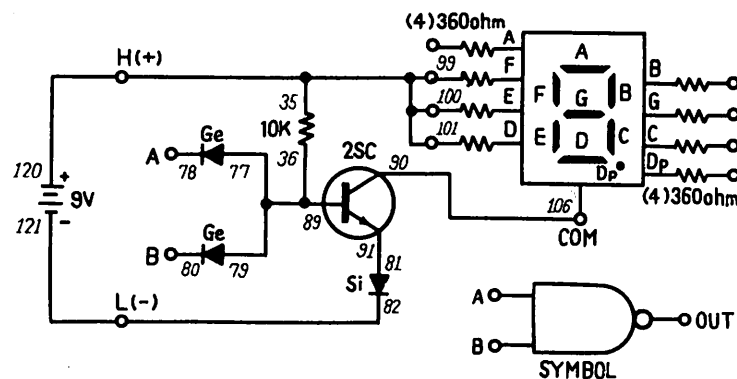 (4)360ohm
H(+)
A
99
F
100
E
101
D
A
F
B
G
E
C
D
Dp
B
G
C
Dp
(4)360ohm
35
10K
36
Ge
A
78
77
2SC
90
120
+
9V
121
-
89
106
COM
Ge
B
80
79
91
81
Si
82
L(-)
A
B
OUT
SYMBOL